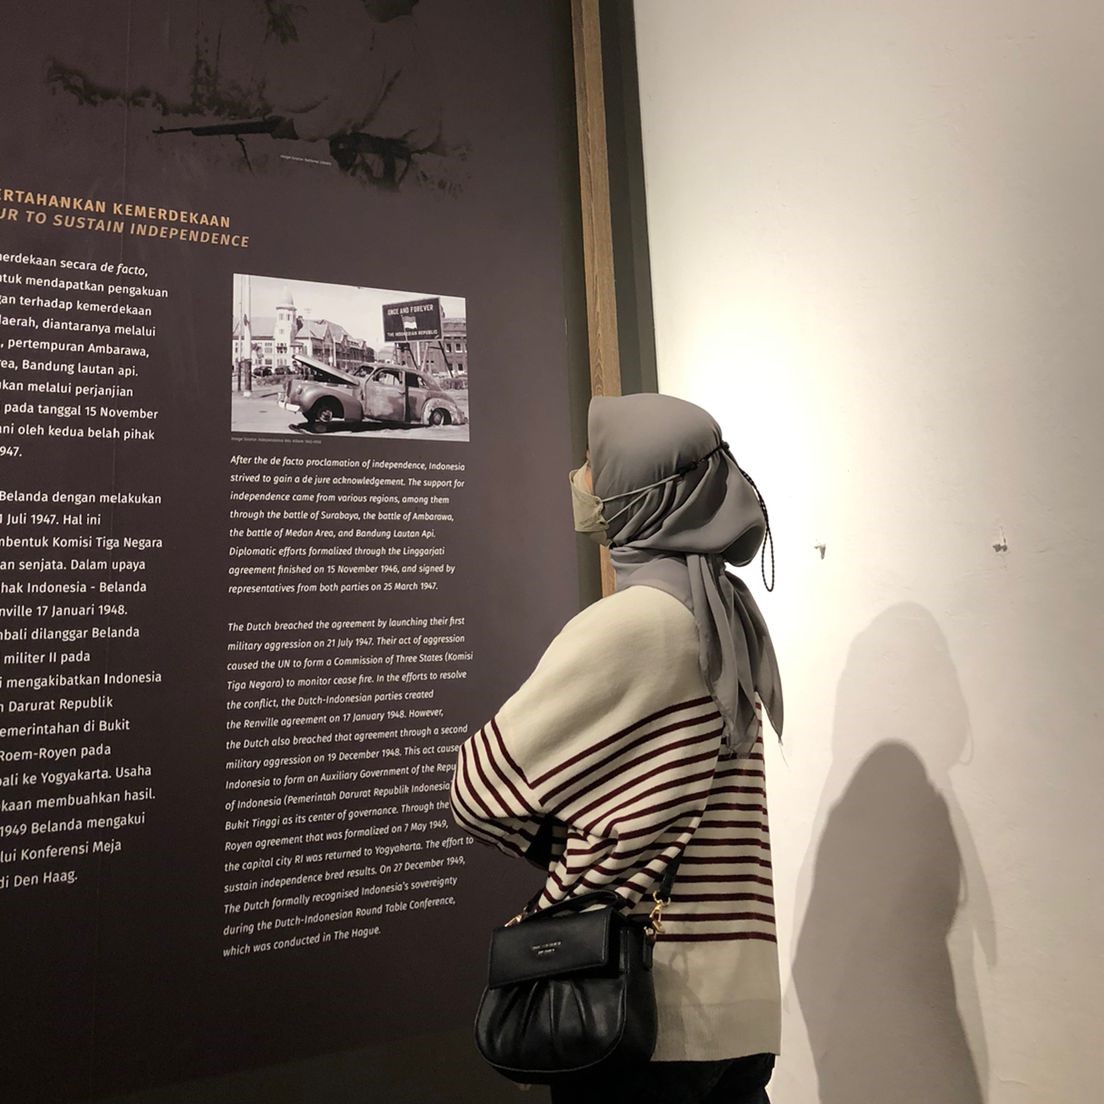 ERTAHANKAN KEMERDEKAAN
UR TO SUSTAIN INDEPENDENCE
erdekaan secara de facto,
tuk mendapatkan pengakuan
gan terhadap kemerdekaan
daerah, diantaranya melalui
, pertempuran Ambarawa,
rea, Bandung lautan api.
kan melalui perjanjian
pada tanggal 15 November
ani oleh kedua belah pihak
947.
Belanda dengan melakukan
1 Juli 1947. Hal ini
mbentuk Komisi Tiga Negara
an senjata. Dalam upaya
hak Indonesia - Belanda
nville 17 Januari 1948.
mbali dilanggar Belanda
militer II pada
i mengakibatkan Indonesia
n Darurat Republik
emerintahan di Bukit
Roem-Royen pada
bali ke Yogyakarta. Usaha
kaan membuahkan hasil.
1949 Belanda mengakui
lui Konferensi Meja
di Den Haag.
ONCE AND FOREVER
THE INDONESIAN REPUBLIC
After the de facto proclamation of independence, Indonesia
strived to gain a de jure acknowledgement. The support for
independence came from various regions, among them
through the battle of Surabaya, the battle of Ambarawa,
the battle of Medan Area, and Bandung Lautan Api.
Diplomatic efforts formalized through the Linggarjati
agreement finished on 15 November 1946, and signed by
representatives from both parties on 25 March 1947.
The Dutch breached the agreement by launching their first
military aggression on 21 July 1947. Their act of aggression
caused the UN to form a Commission of Three States (Komisi
Tiga Negara) to monitor cease fire. In the efforts to resolve
the conflict, the Dutch-Indonesian parties created
the Renville agreement on 17 January 1948. However,
the Dutch also breached that agreement through a second
military aggression on 19 December 1948. This act cause
Indonesia to form an Auxiliary Government of the Repu
of Indonesia (Pemerintah Darurat Republik Indonesia
Bukit Tinggi as its center of governance. Through the
Royen agreement that was formalized on 7 May 1949,
the capital city RI was returned to Yogyakarta. The effort to
sustain independence bred results. On 27 December 1949,
The Dutch formally recognised Indonesia's sovereignty
during the Dutch-Indonesian Round Table Conference,
which was conducted in The Hague.